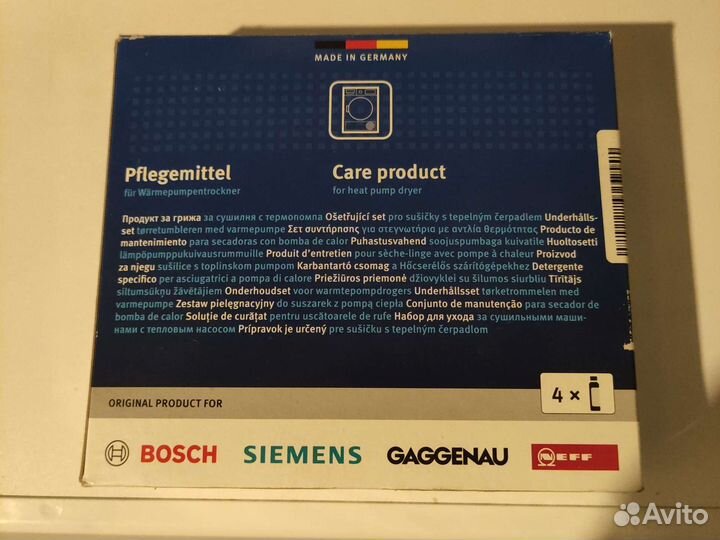 MADE IN GERMANY
Pflegemittel
für Wärmepumpentrockner
Care product
for heat pump dryer
Продукт за грижа за сушилня с термопомпа Ošetřující set pro sušičky s tepelným čerpadlem Underhålls-
set tørretumbleren med varmepumpe Σετ συντήρησης για στεγνωτήρια με αντλία θερμότητας Producto de
mantenimiento para secadoras con bomba de calor Puhastusvahend soojuspumbaga kuivatile Huoltosetti
lämpöpumppukuivausrummuille Produit d'entretien pour sèche-linge avec pompe à chaleur Proizvod
za njegu sušilice s toplinskom pumpom Karbantartó csomag a Hőcserélős szárítógépekhez Detergente
specifico per asciugatrici a pompa di calore Priežiūros priemonė džiovyklei su šilumos siurbliu Tīrītājs
siltumsūkņu žāvētājiem Onderhoudset voor warmtepompdrogers Underhållsset torketrommelen med
varmepumpe Zestaw pielęgnacyjny do suszarek z pompą ciepła Conjunto de manutenção para secador de
bomba de calor Soluție de curățat pentru uscătoarele de rufe Набор для ухода за сушильными маши-
нами с тепловым насосом Prípravok je určený pre sušičky s tepelným čerpadlom
4 ×
ORIGINAL PRODUCT FOR
BOSCH
SIEMENS
GAGGENAU
NEFF
Avito